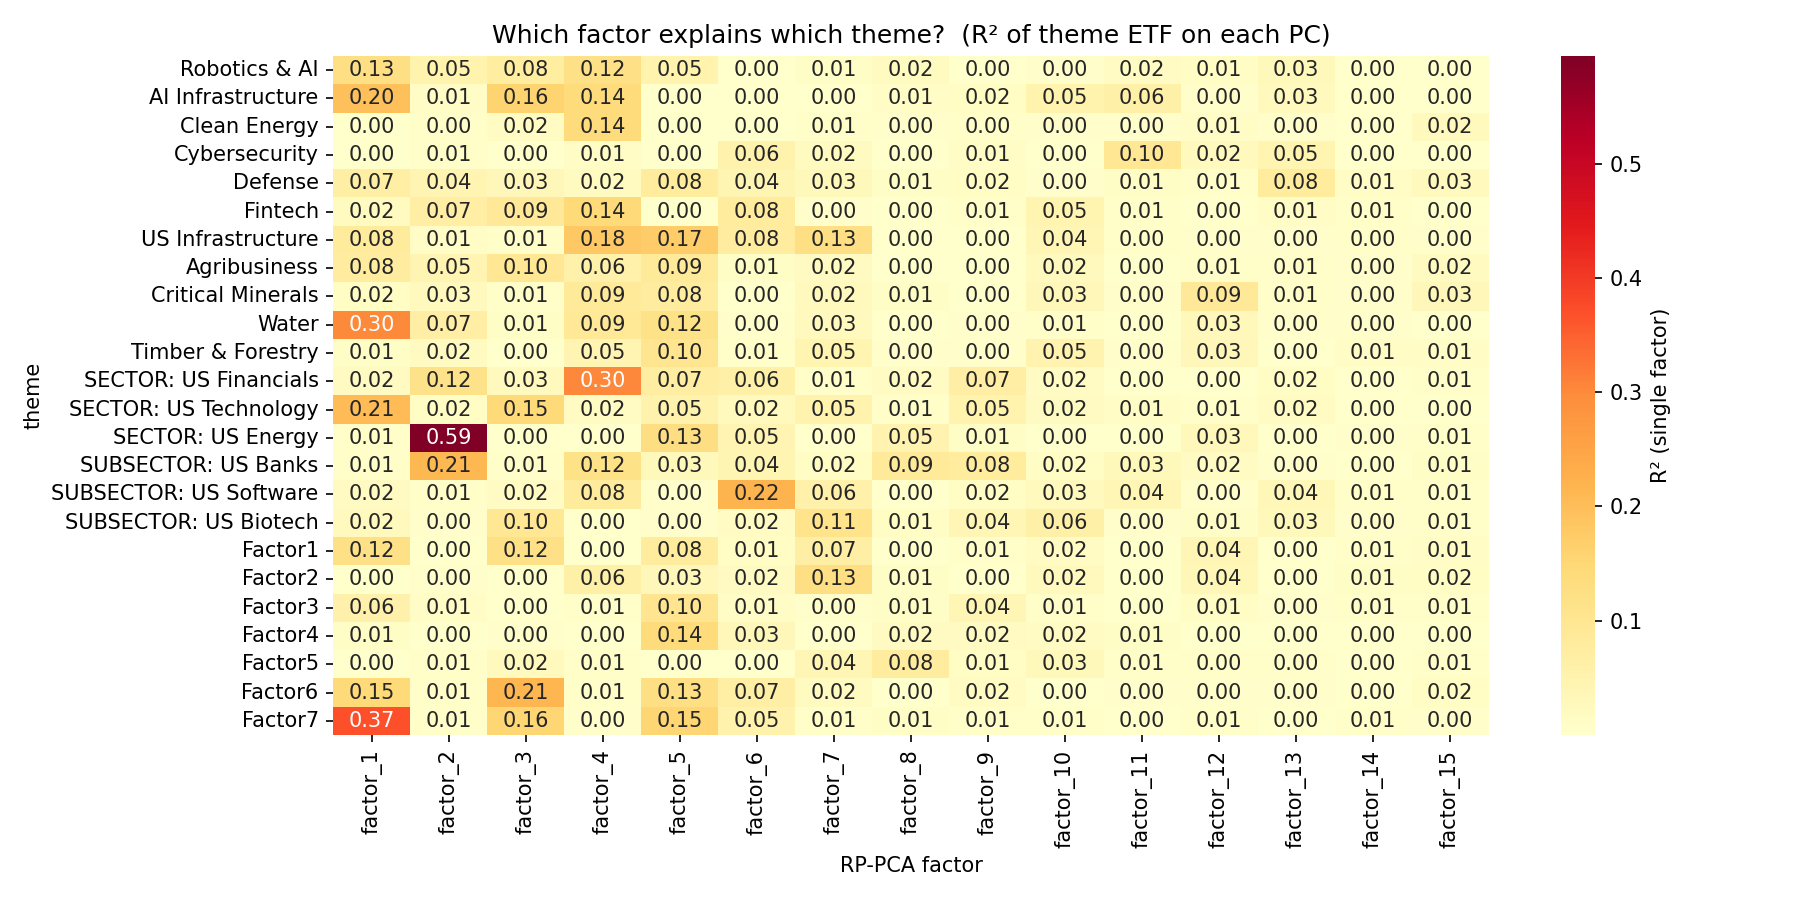 Which factor explains which theme?  (R² of theme ETF on each PC)
Robotics & AI 0.13 0.05 0.08 0.12 0.05 0.00 0.01 0.02 0.00 0.00 0.02 0.01 0.03 0.00 0.00
AI Infrastructure 0.20 0.01 0.16 0.14 0.00 0.00 0.00 0.01 0.02 0.05 0.06 0.00 0.03 0.00 0.00
Clean Energy 0.00 0.00 0.02 0.14 0.00 0.00 0.01 0.00 0.00 0.00 0.00 0.01 0.00 0.00 0.02
Cybersecurity 0.00 0.01 0.00 0.01 0.00 0.06 0.02 0.00 0.01 0.00 0.10 0.02 0.05 0.00 0.00
Defense 0.07 0.04 0.03 0.02 0.08 0.04 0.03 0.01 0.02 0.00 0.01 0.01 0.08 0.01 0.03
Fintech 0.02 0.07 0.09 0.14 0.00 0.08 0.00 0.00 0.01 0.05 0.01 0.00 0.01 0.01 0.00
US Infrastructure 0.08 0.01 0.01 0.18 0.17 0.08 0.13 0.00 0.00 0.04 0.00 0.00 0.00 0.00 0.00
Agribusiness 0.08 0.05 0.10 0.06 0.09 0.01 0.02 0.00 0.00 0.02 0.00 0.01 0.01 0.00 0.02
Critical Minerals 0.02 0.03 0.01 0.09 0.08 0.00 0.02 0.01 0.00 0.03 0.00 0.09 0.01 0.00 0.03
Water 0.30 0.07 0.01 0.09 0.12 0.00 0.03 0.00 0.00 0.01 0.00 0.03 0.00 0.00 0.00
Timber & Forestry 0.01 0.02 0.00 0.05 0.10 0.01 0.05 0.00 0.00 0.05 0.00 0.03 0.00 0.01 0.01
SECTOR: US Financials 0.02 0.12 0.03 0.30 0.07 0.06 0.01 0.02 0.07 0.02 0.00 0.00 0.02 0.00 0.01
SECTOR: US Technology 0.21 0.02 0.15 0.02 0.05 0.02 0.05 0.01 0.05 0.02 0.01 0.01 0.02 0.00 0.00
SECTOR: US Energy 0.01 0.59 0.00 0.00 0.13 0.05 0.00 0.05 0.01 0.00 0.00 0.03 0.00 0.00 0.01
SUBSECTOR: US Banks 0.01 0.21 0.01 0.12 0.03 0.04 0.02 0.09 0.08 0.02 0.03 0.02 0.00 0.00 0.01
SUBSECTOR: US Software 0.02 0.01 0.02 0.08 0.00 0.22 0.06 0.00 0.02 0.03 0.04 0.01 0.04 0.01 0.01
SUBSECTOR: US Biotech 0.02 0.00 0.10 0.00 0.00 0.02 0.11 0.01 0.04 0.06 0.00 0.01 0.03 0.00 0.01
Factor1 0.12 0.00 0.12 0.00 0.08 0.01 0.07 0.00 0.01 0.02 0.00 0.04 0.00 0.01 0.01
Factor2 0.00 0.00 0.00 0.06 0.03 0.02 0.13 0.01 0.00 0.02 0.00 0.04 0.00 0.01 0.02
Factor3 0.06 0.01 0.00 0.01 0.10 0.01 0.00 0.01 0.04 0.01 0.00 0.01 0.00 0.01 0.01
Factor4 0.01 0.00 0.00 0.00 0.14 0.03 0.00 0.02 0.02 0.02 0.01 0.00 0.00 0.00 0.00
Factor5 0.00 0.01 0.02 0.01 0.00 0.00 0.04 0.08 0.01 0.03 0.01 0.00 0.00 0.00 0.01
Factor6 0.15 0.01 0.21 0.01 0.13 0.07 0.02 0.00 0.02 0.00 0.00 0.00 0.00 0.00 0.02
Factor7 0.37 0.01 0.16 0.00 0.15 0.05 0.01 0.01 0.01 0.01 0.00 0.01 0.00 0.01 0.00
theme
factor_1 factor_2 factor_3 factor_4 factor_5 factor_6 factor_7 factor_8 factor_9 factor_10 factor_11 factor_12 factor_13 factor_14 factor_15
RP-PCA factor
0.5
0.4
0.3
0.2
0.1
R² (single factor)